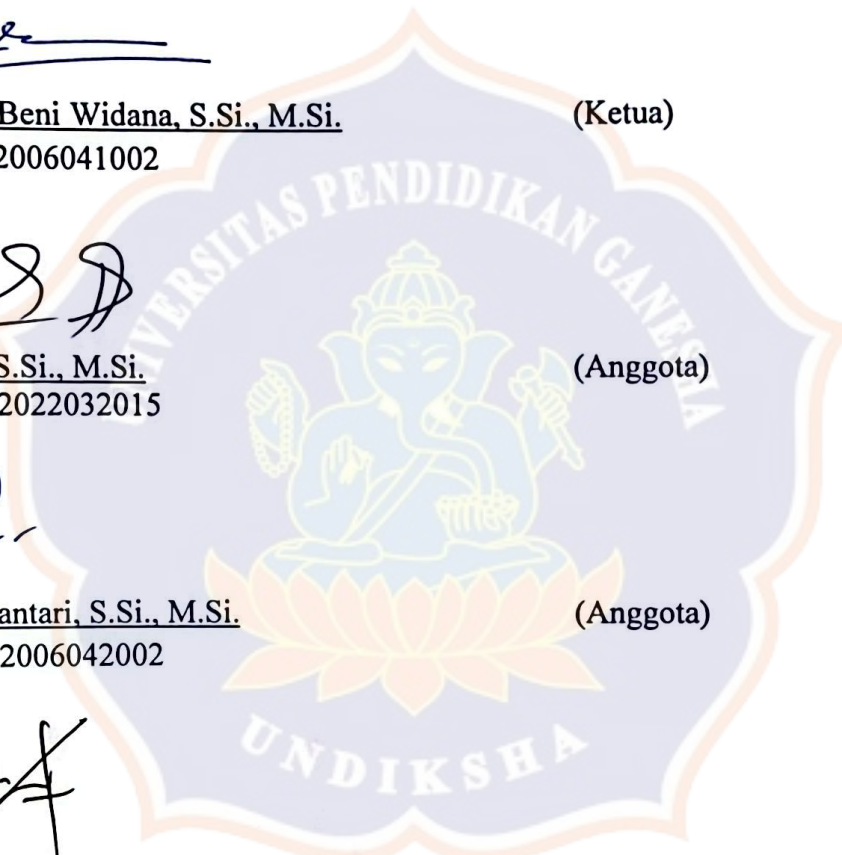 Beni Widana, S.Si., M.Si. (Ketua)
2006041002
UNIVERSITAS PENDIDIKAN GANESHA
S.Si., M.Si. (Anggota)
2022032015
antari, S.Si., M.Si. (Anggota)
2006042002
UNDIKSHA